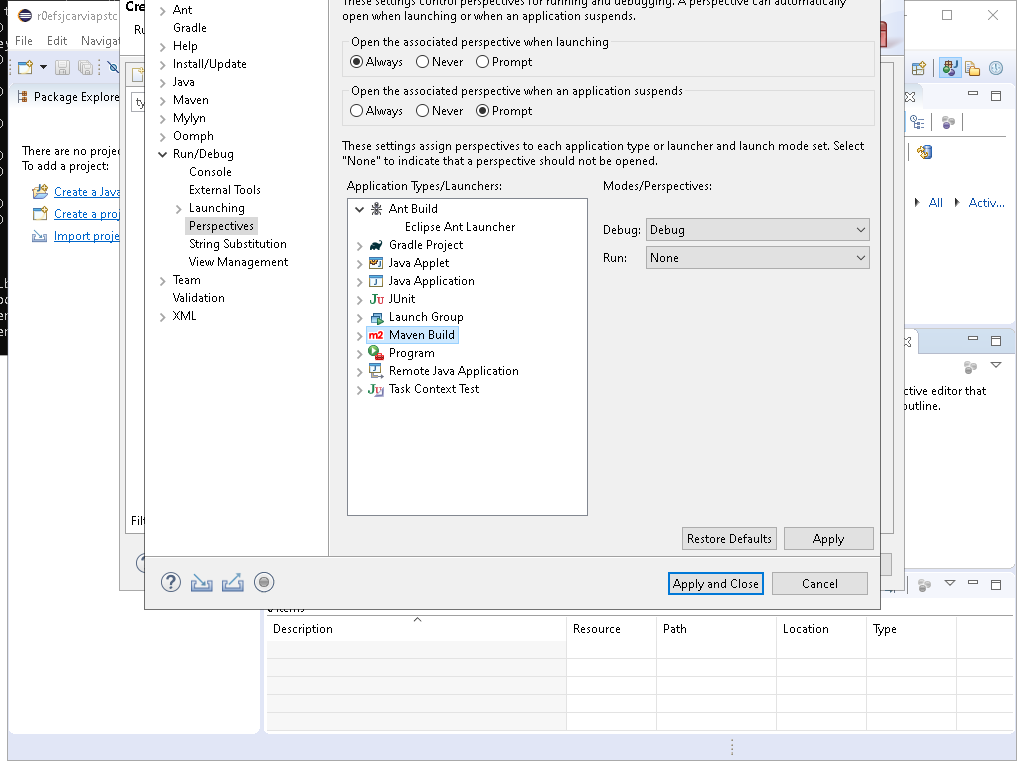 r0efsjcarviapstc
File Edit Navigat
Package Explore
There are no projec
To add a project:
Create a Java
Create a proj
Import proje
Cre
Ru
ty
Filt
Ant
Gradle
Help
Install/Update
Java
Maven
Mylyn
Oomph
Run/Debug
Console
External Tools
Launching
Perspectives
String Substitution
View Management
Team
Validation
XML
These settings control perspectives for running and debugging. A perspective can automatically
open when launching or when an application suspends.
Open the associated perspective when launching
Always Never Prompt
Open the associated perspective when an application suspends
Always Never Prompt
These settings assign perspectives to each application type or launcher and launch mode set. Select
"None" to indicate that a perspective should not be opened.
Application Types/Launchers:
Ant Build
Eclipse Ant Launcher
Gradle Project
Java Applet
Java Application
JUnit
Launch Group
m2 Maven Build
Program
Remote Java Application
Task Context Test
Modes/Perspectives:
Debug: Debug
Run: None
Restore Defaults Apply
Apply and Close Cancel
All Activ...
ctive editor that
outline.
0 items
Description Resource Path Location Type